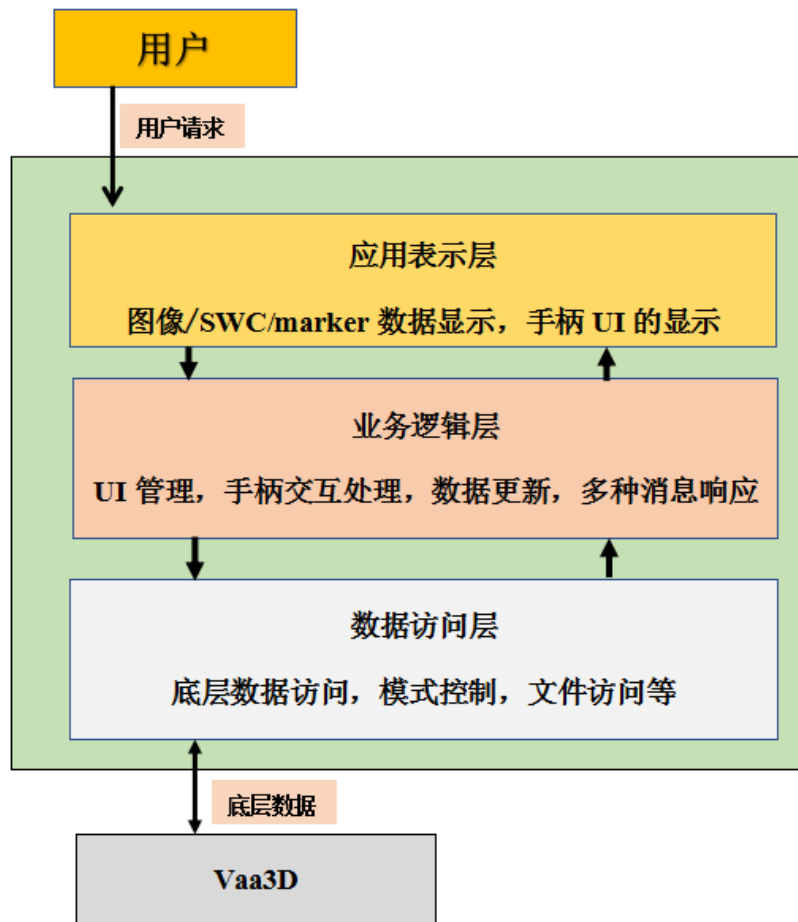 用户
用户请求
应用表示层
图像/SWC/marker 数据显示，手柄 UI 的显示
业务逻辑层
UI 管理，手柄交互处理，数据更新，多种消息响应
数据访问层
底层数据访问，模式控制，文件访问等
底层数据
Vaa3D